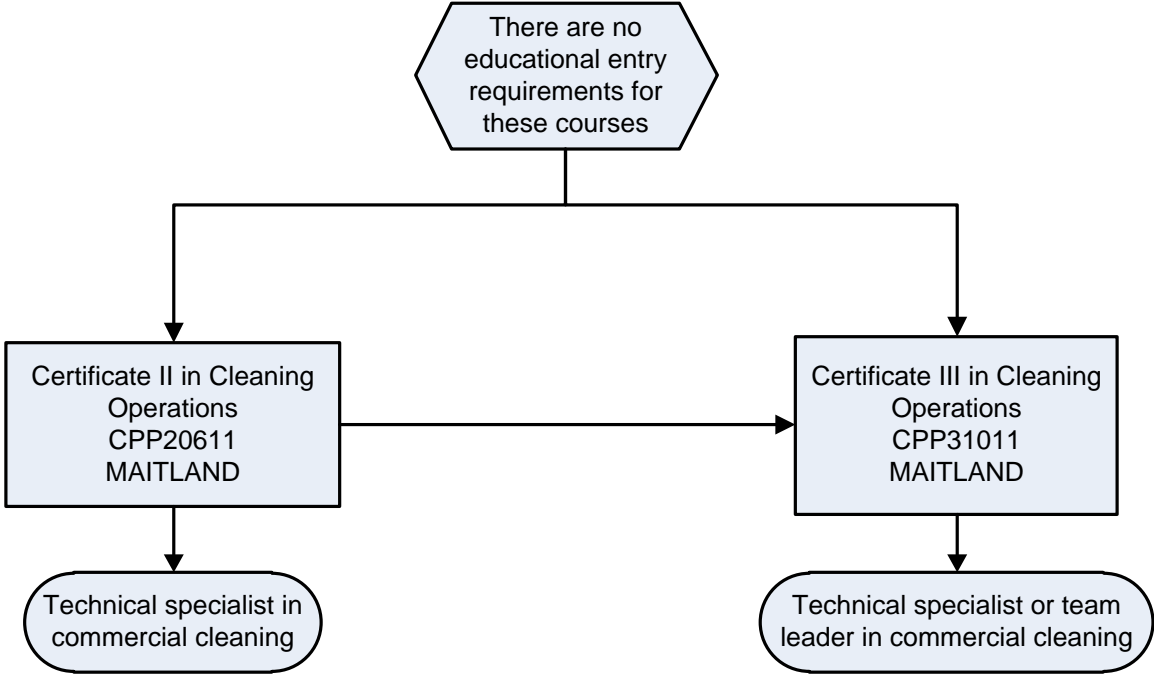 There are no
educational entry
requirements for
these courses
Certificate II in Cleaning
Operations
CPP20611
MAITLAND
Certificate III in Cleaning
Operations
CPP31011
MAITLAND
Technical specialist in
commercial cleaning
Technical specialist or team
leader in commercial cleaning